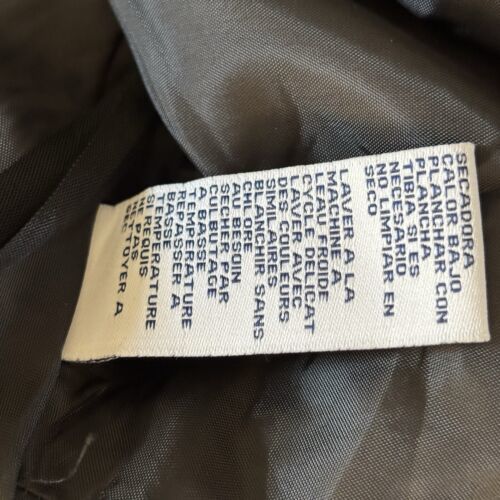 SECADORA
CALOR BAJO
PLANCHAR CON
PLANCHA
TIBIA SI ES
NECESARIO
NO LIMPIAR EN
SECO
LAVER A LA
MACHINE A
L'EAU
CYCLE DELICAT
LAVER AVEC
DES COULEURS
SIMILAIRES
BLANCHIR SANS
CHLORE
AU BESOIN
SECHER PAR
CULBUTAGE
A BASSE
TEMPERATURE
REPASSER A
BASSE
TEMPERATURE
SI REQUIS
NE PAS
NETTOYER A